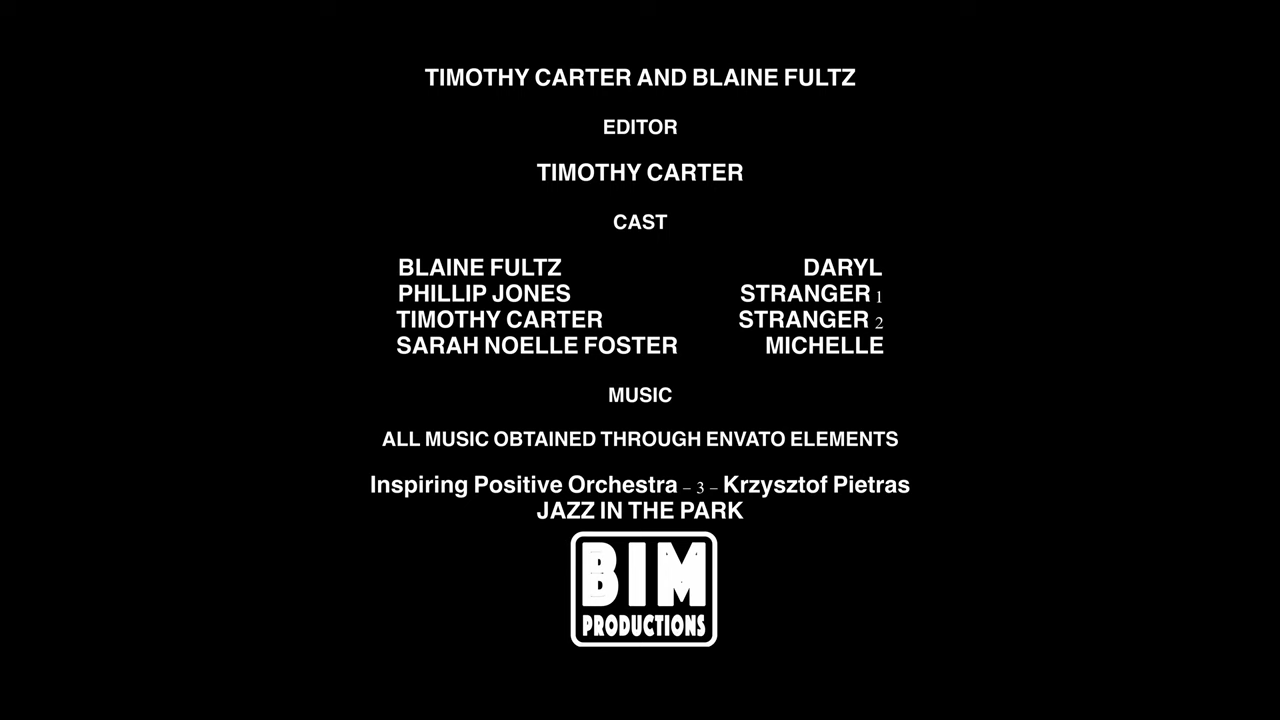 TIMOTHY CARTER AND BLAINE FULTZ
EDITOR
TIMOTHY CARTER
CAST
BLAINE FULTZ DARYL
PHILLIP JONES STRANGER 1
TIMOTHY CARTER STRANGER 2
SARAH NOELLE FOSTER MICHELLE
MUSIC
ALL MUSIC OBTAINED THROUGH ENVATO ELEMENTS
Inspiring Positive Orchestra – 3 – Krzysztof Pietras
JAZZ IN THE PARK
BIM
PRODUCTIONS